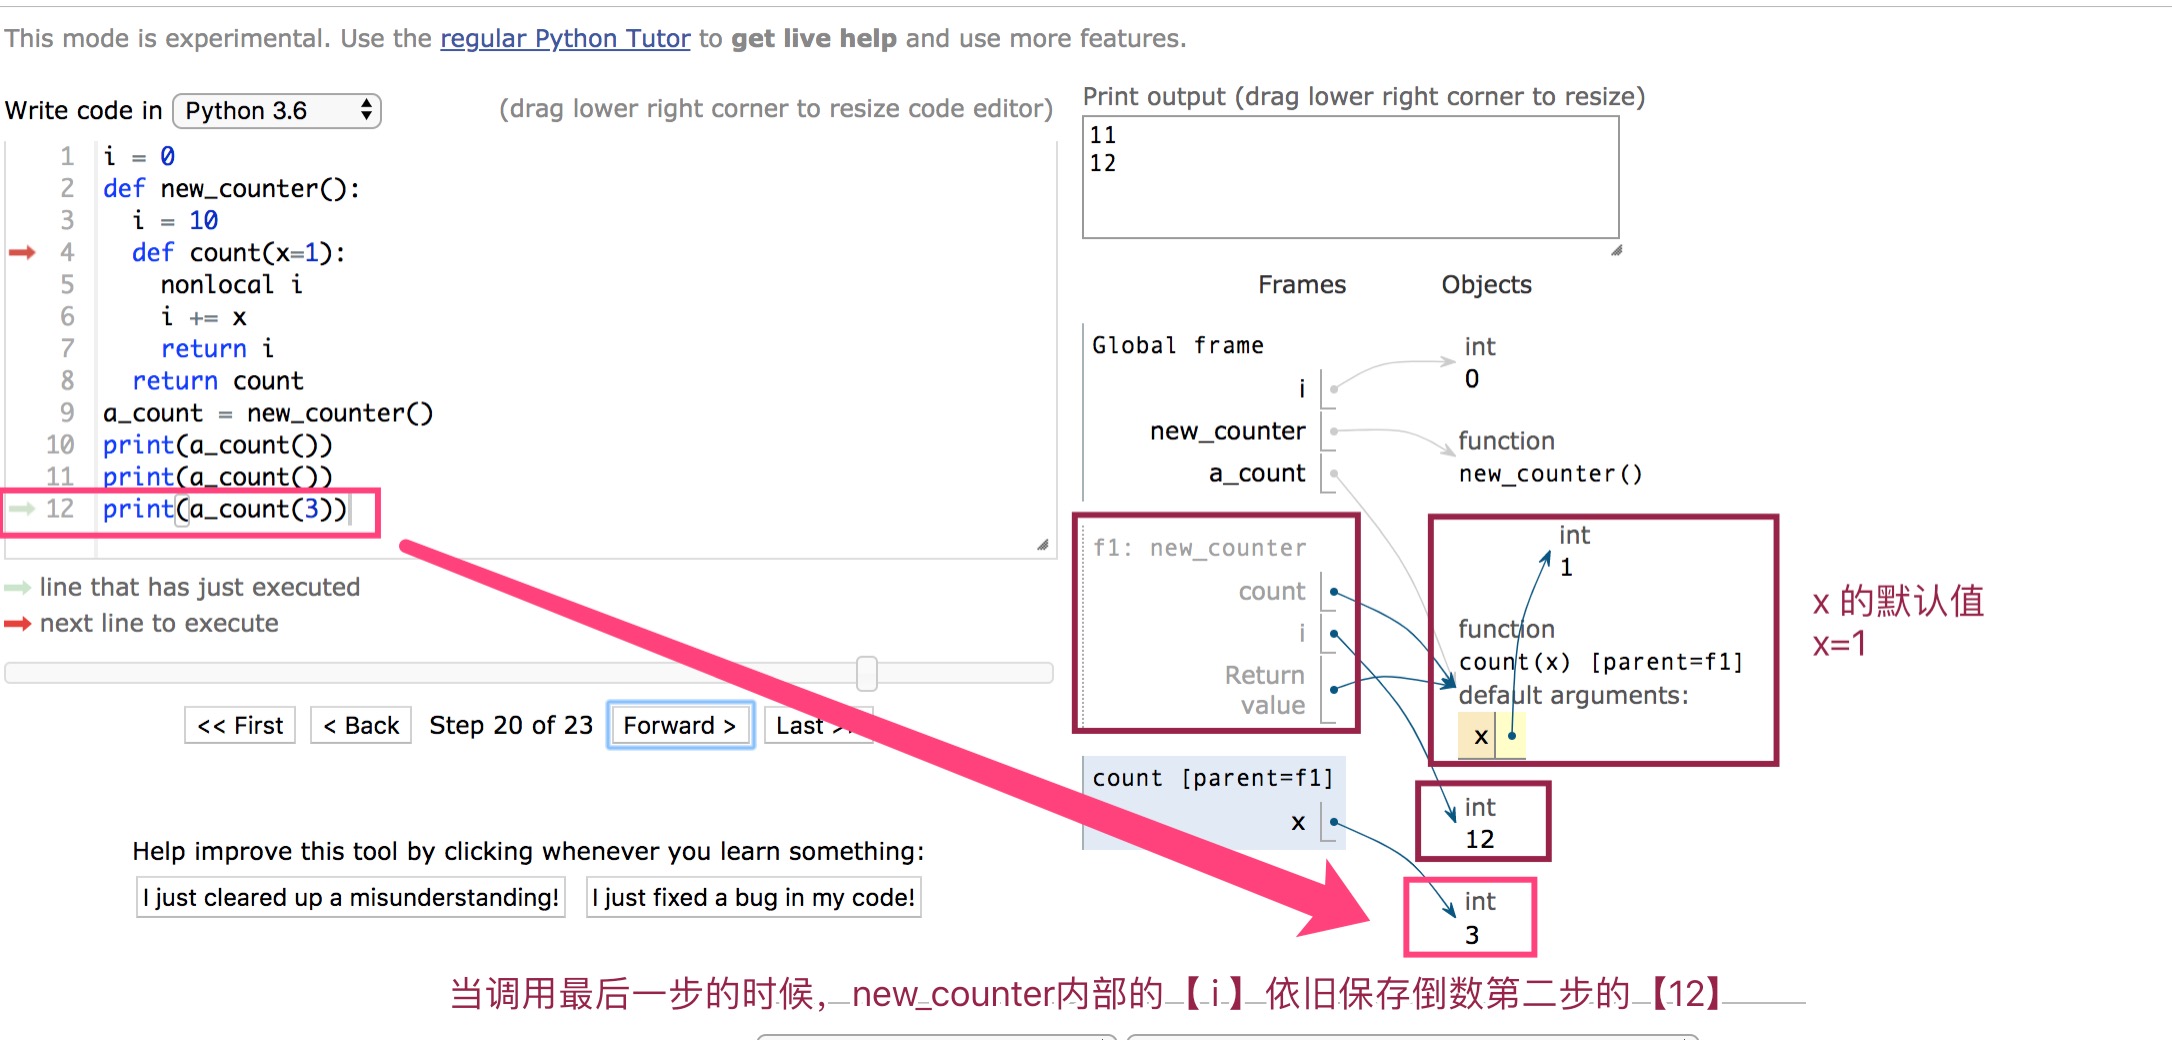 This mode is experimental. Use the regular Python Tutor to get live help and use more features.
Write code in Python 3.6 (drag lower right corner to resize code editor)
1 i = 0
2 def new_counter():
3 i = 10
4 def count(x=1):
5 nonlocal i
6 i += x
7 return i
8 return count
9 a_count = new_counter()
10 print(a_count())
11 print(a_count())
12 print(a_count(3))
line that has just executed
next line to execute
<< First < Back Step 20 of 23 Forward > Last >
Help improve this tool by clicking whenever you learn something:
I just cleared up a misunderstanding! I just fixed a bug in my code!
Print output (drag lower right corner to resize)
11
12
Frames Objects
Global frame
i
new_counter
a_count
int
0
function
new_counter()
f1: new_counter
count
i
Return
value
int
1
function
count(x) [parent=f1]
default arguments:
x
x 的默认值
x=1
count [parent=f1]
x
int
12
int
3
当调用最后一步的时候, new_counter内部的【 i 】依旧保存倒数第二步的【12】